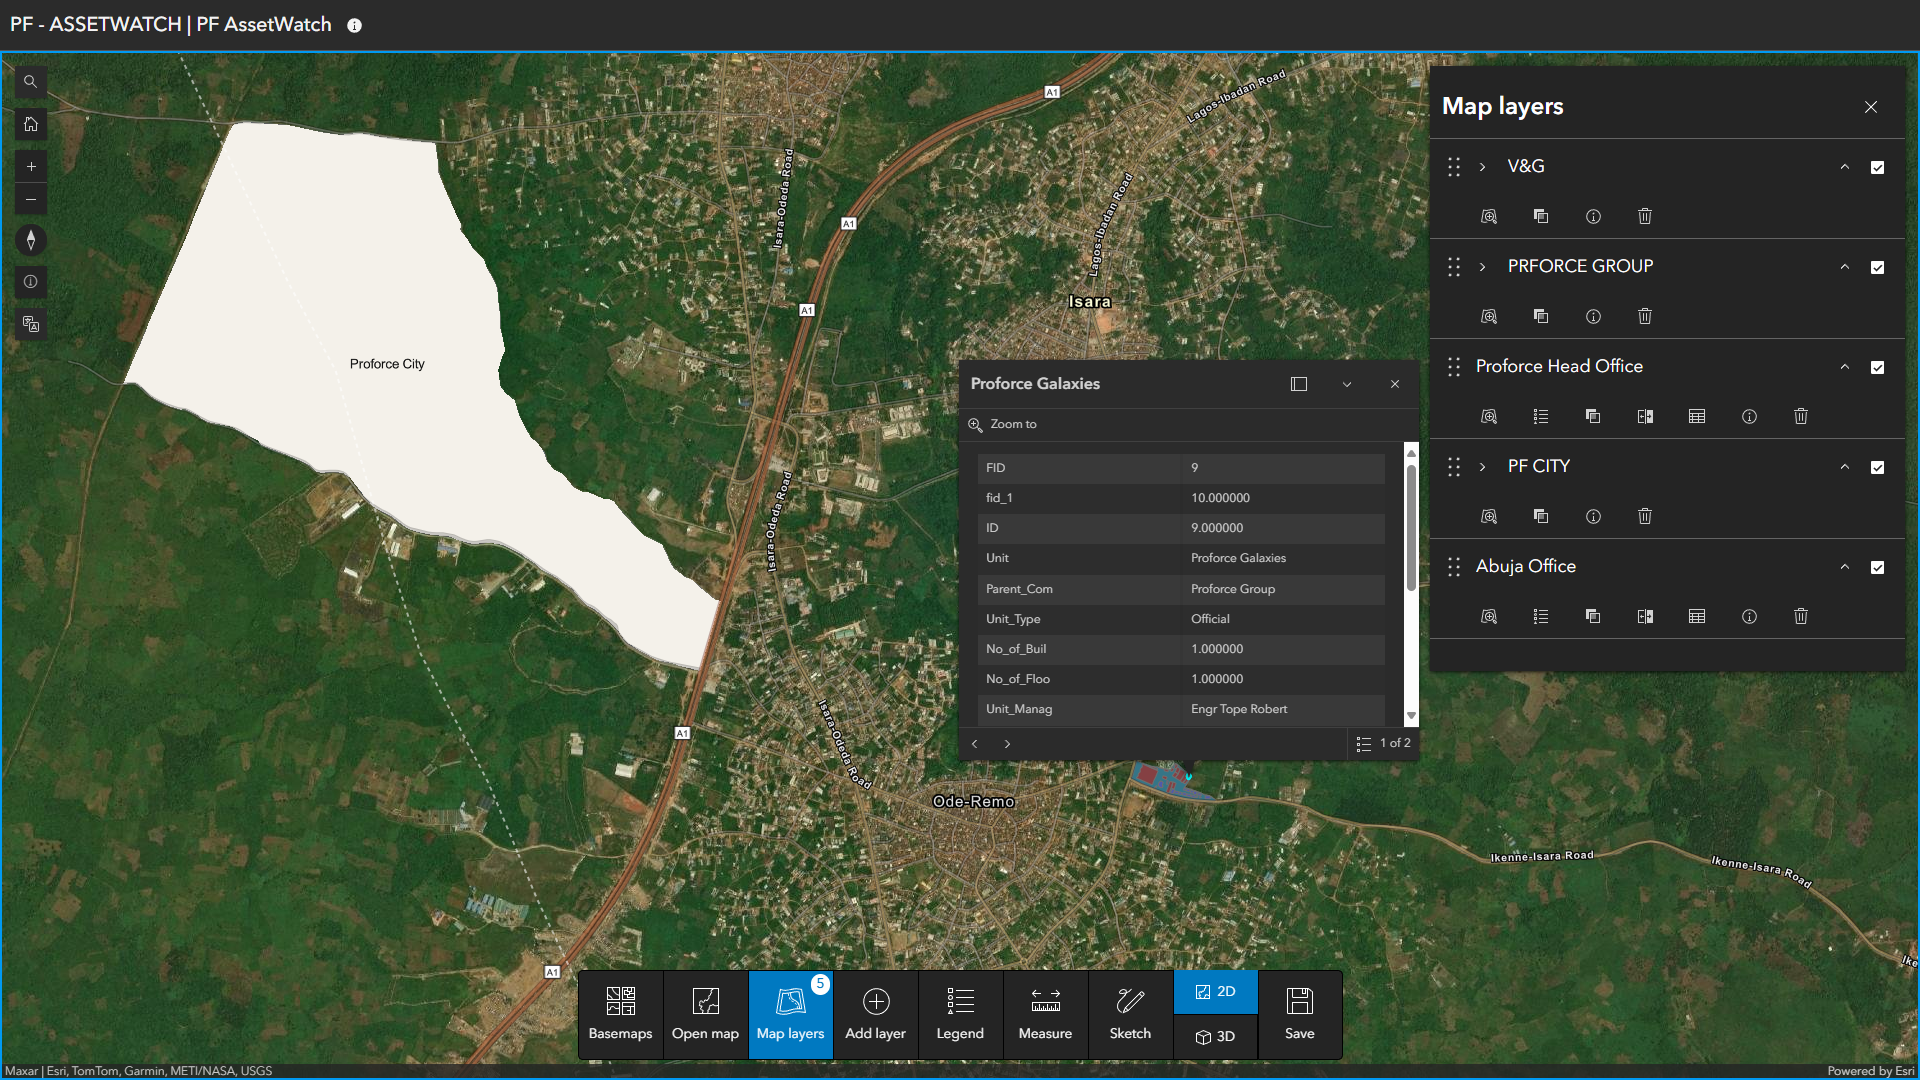 PF - ASSETWATCH | PF AssetWatch
A1
Lagos-Ibadan Road
Isara-Odeda Road
Lagos-Ibadan Road
A1
A1
Isara
Proforce City
Isara-Odeda Road
A1
Isara-Odeda Road
Ode-Remo
Ikenne-Isara Road
Ikenne-Isara Road
Ike
A1
Map layers
V&G
PRFORCE GROUP
Proforce Head Office
PF CITY
Abuja Office
Proforce Galaxies
Zoom to
FID 9
fid_1 10.000000
ID 9.000000
Unit Proforce Galaxies
Parent_Com Proforce Group
Unit_Type Official
No_of_Buil 1.000000
No_of_Floo 1.000000
Unit_Manag Engr Tope Robert
1 of 2
Basemaps
Open map
5
Map layers
Add layer
Legend
Measure
Sketch
2D
3D
Save
Maxar | Esri, TomTom, Garmin, METI/NASA, USGS
Powered by Esri